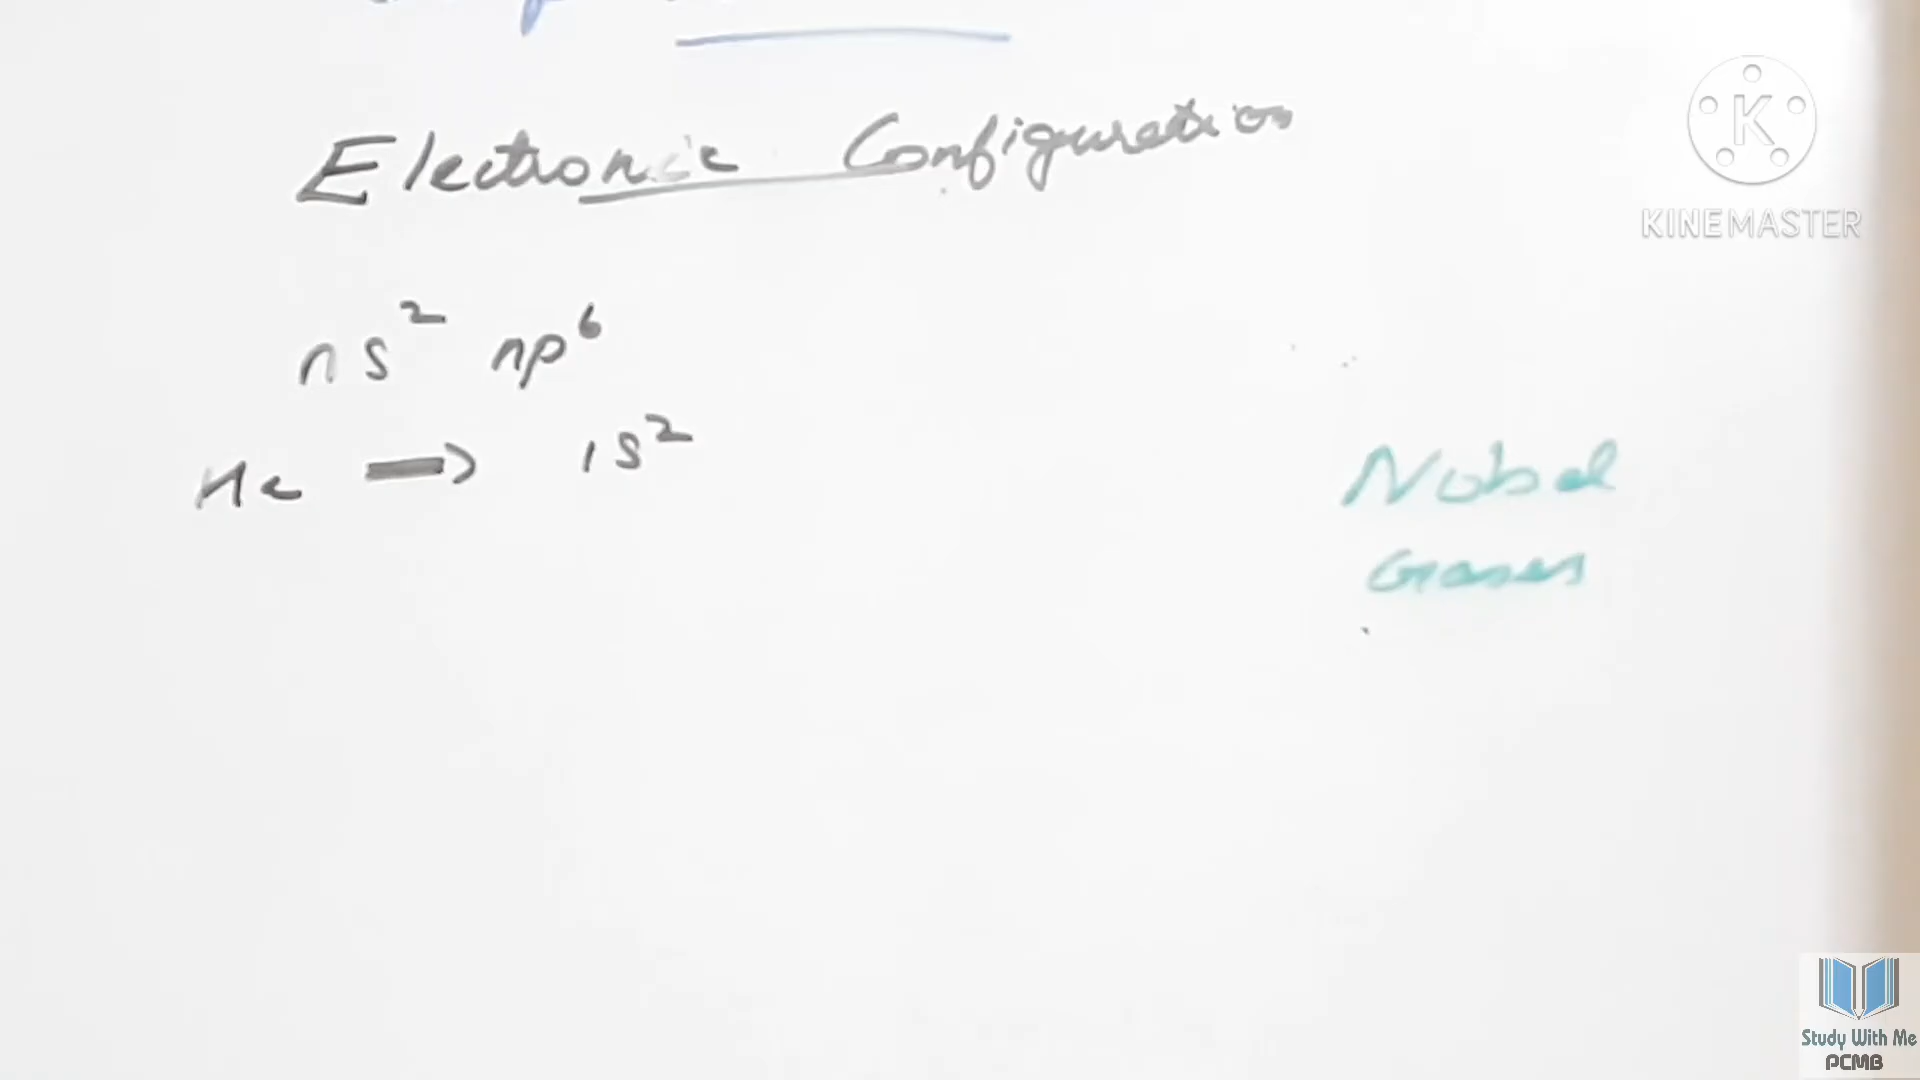 Electronic Configuration
ns² np⁶
He ⟹ 1s²
Nobel
Gases
KINEMASTER
Study With Me
PCMB